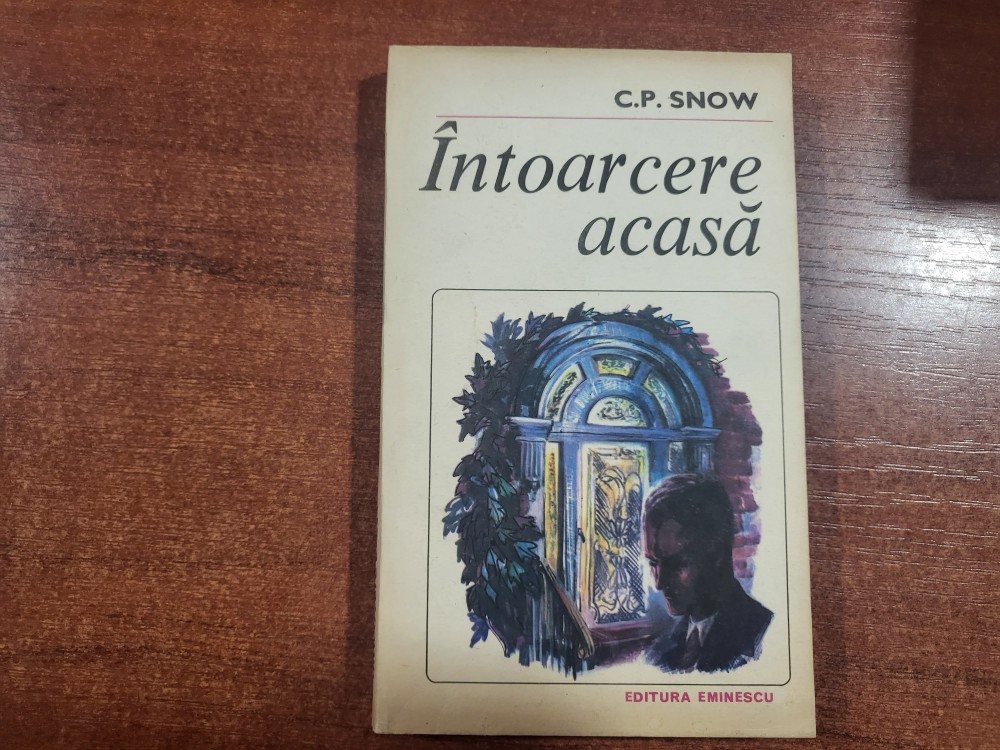 C.P. SNOW
Întoarcere
acasă
EDITURA EMINESCU